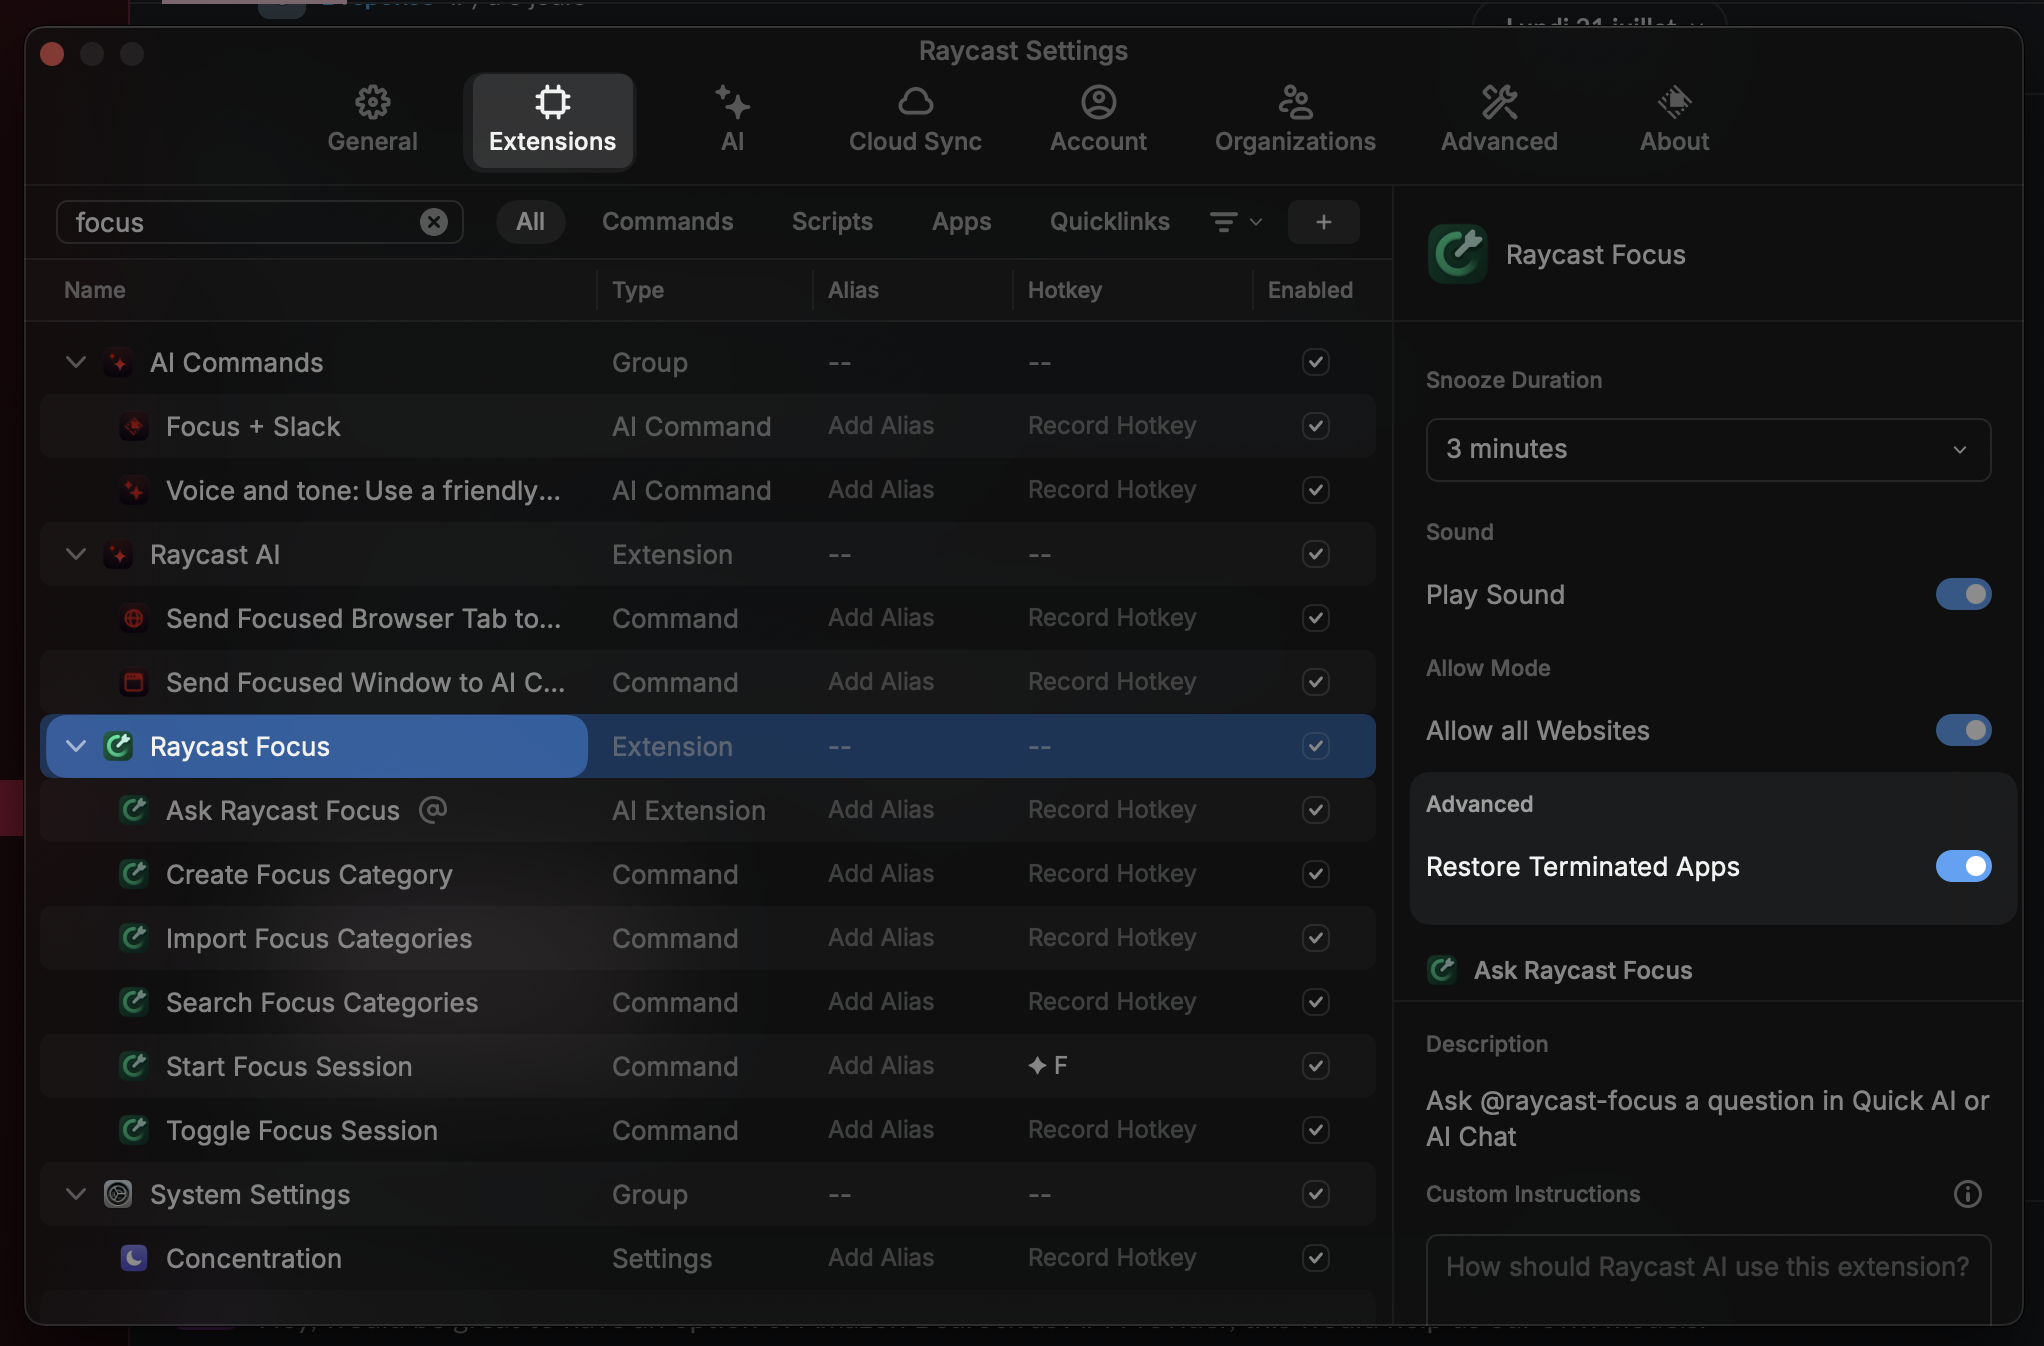 Lundi 21 juillet
Raycast Settings
General
Extensions
AI
Cloud Sync
Account
Organizations
Advanced
About
focus
All
Commands
Scripts
Apps
Quicklinks
+
Name Type Alias Hotkey Enabled
AI Commands Group -- --
Focus + Slack AI Command Add Alias Record Hotkey
Voice and tone: Use a friendly... AI Command Add Alias Record Hotkey
Raycast AI Extension -- --
Send Focused Browser Tab to... Command Add Alias Record Hotkey
Send Focused Window to AI C... Command Add Alias Record Hotkey
Raycast Focus Extension -- --
Ask Raycast Focus @ AI Extension Add Alias Record Hotkey
Create Focus Category Command Add Alias Record Hotkey
Import Focus Categories Command Add Alias Record Hotkey
Search Focus Categories Command Add Alias Record Hotkey
Start Focus Session Command Add Alias ✦ F
Toggle Focus Session Command Add Alias Record Hotkey
System Settings Group -- --
Concentration Settings Add Alias Record Hotkey
Raycast Focus
Snooze Duration
3 minutes
Sound
Play Sound
Allow Mode
Allow all Websites
Advanced
Restore Terminated Apps
Ask Raycast Focus
Description
Ask @raycast-focus a question in Quick AI or
AI Chat
Custom Instructions
How should Raycast AI use this extension?